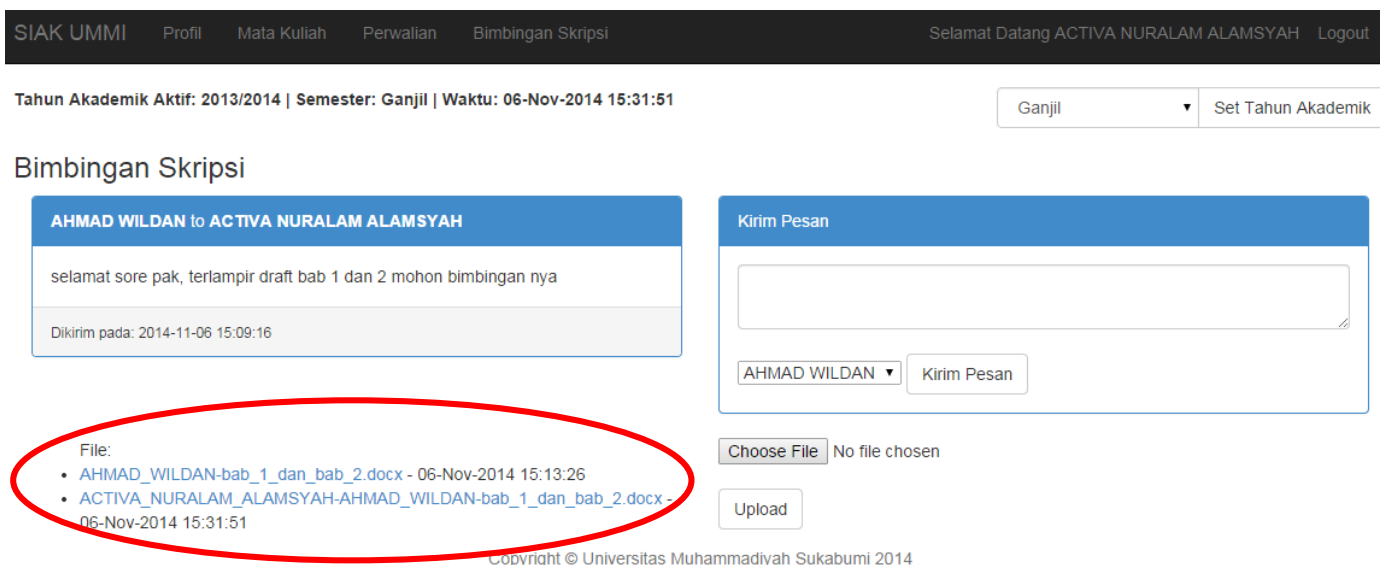 SIAK UMMI Profil Mata Kuliah Perwalian Bimbingan Skripsi Selamat Datang ACTIVA NURALAM ALAMSYAH Logout
Tahun Akademik Aktif: 2013/2014 | Semester: Ganjil | Waktu: 06-Nov-2014 15:31:51
Ganjil Set Tahun Akademik
Bimbingan Skripsi
AHMAD WILDAN to ACTIVA NURALAM ALAMSYAH
selamat sore pak, terlampir draft bab 1 dan 2 mohon bimbingan nya
Dikirim pada: 2014-11-06 15:09:16
Kirim Pesan
AHMAD WILDAN Kirim Pesan
File:
• AHMAD_WILDAN-bab_1_dan_bab_2.docx - 06-Nov-2014 15:13:26
• ACTIVA_NURALAM_ALAMSYAH-AHMAD_WILDAN-bab_1_dan_bab_2.docx -
06-Nov-2014 15:31:51
Choose File No file chosen
Upload
Copyright © Universitas Muhammadiyah Sukabumi 2014